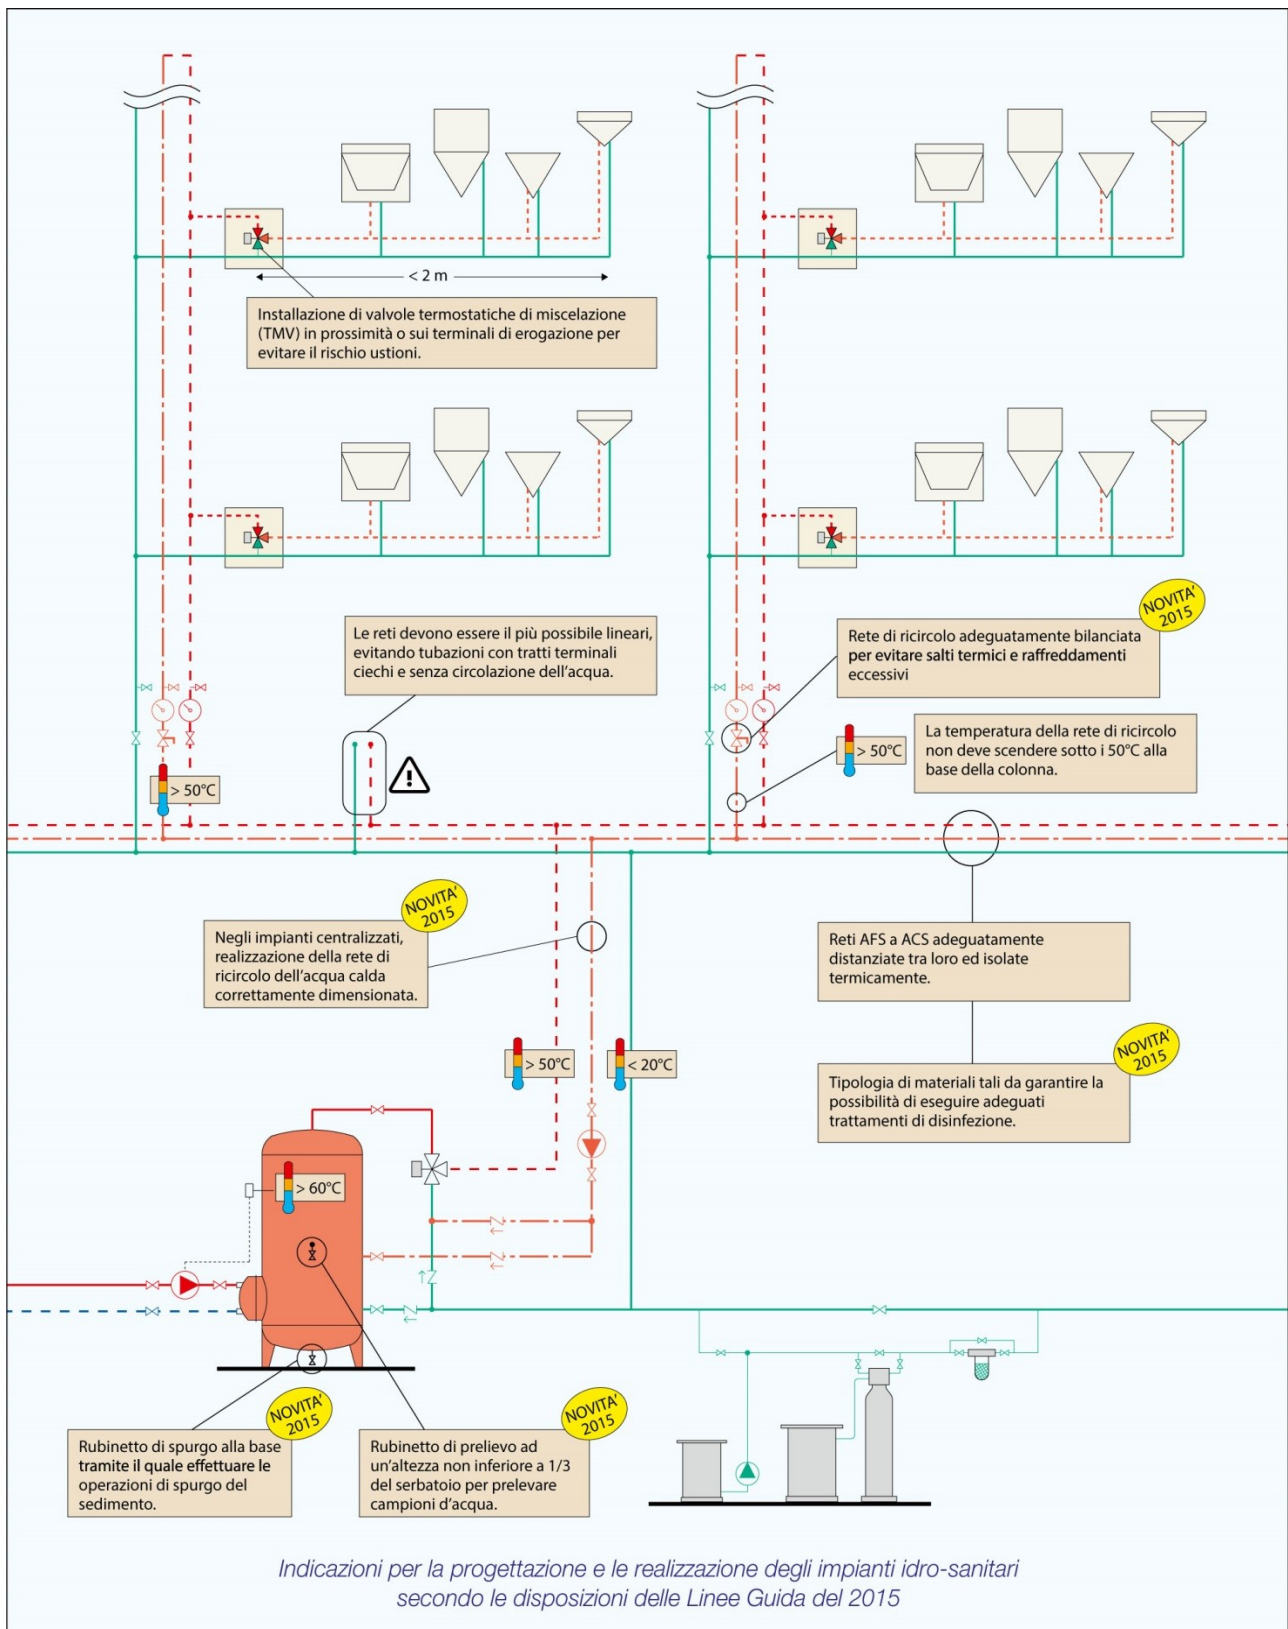 < 2 m
Installazione di valvole termostatiche di miscelazione
(TMV) in prossimità o sui terminali di erogazione per
evitare il rischio ustioni.
NOVITA'
2015
Le reti devono essere il più possibile lineari,
evitando tubazioni con tratti terminali
ciechi e senza circolazione dell'acqua.
Rete di ricircolo adeguatamente bilanciata
per evitare salti termici e raffreddamenti
eccessivi
> 50°C
La temperatura della rete di ricircolo
non deve scendere sotto i 50°C alla
base della colonna.
> 50°C
!
NOVITA'
2015
Negli impianti centralizzati,
realizzazione della rete di
ricircolo dell'acqua calda
correttamente dimensionata.
Reti AFS a ACS adeguatamente
distanziate tra loro ed isolate
termicamente.
> 50°C
< 20°C
NOVITA'
2015
Tipologia di materiali tali da garantire la
possibilità di eseguire adeguati
trattamenti di disinfezione.
> 60°C
NOVITA'
2015
Rubinetto di spurgo alla base
tramite il quale effettuare le
operazioni di spurgo del
sedimento.
NOVITA'
2015
Rubinetto di prelievo ad
un'altezza non inferiore a 1/3
del serbatoio per prelevare
campioni d'acqua.
Indicazioni per la progettazione e le realizzazione degli impianti idro-sanitari
secondo le disposizioni delle Linee Guida del 2015